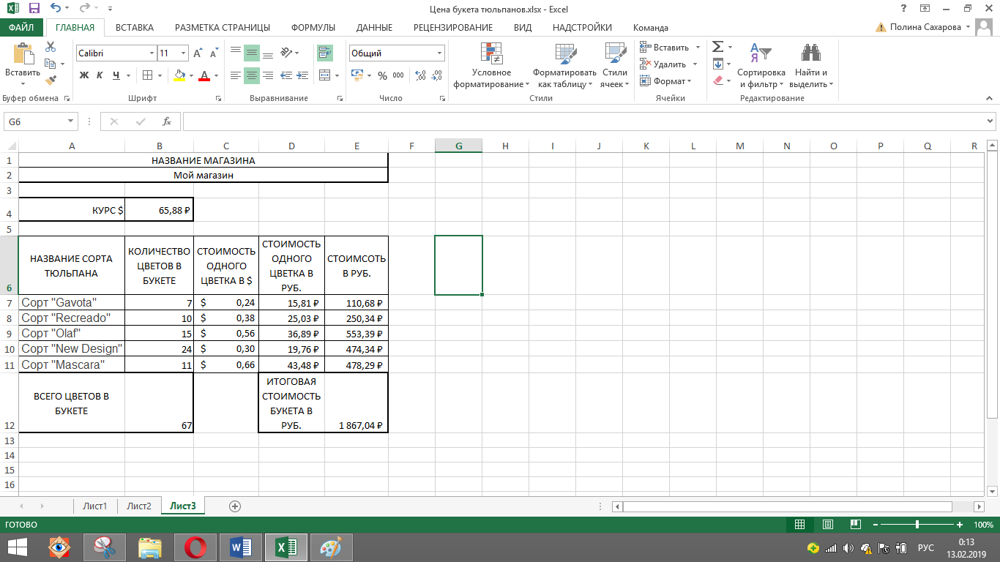 Цена букета тюльпанов.xlsx - Excel
ФАЙЛ ГЛАВНАЯ ВСТАВКА РАЗМЕТКА СТРАНИЦЫ ФОРМУЛЫ ДАННЫЕ РЕЦЕНЗИРОВАНИЕ ВИД НАДСТРОЙКИ Команда Полина Сахарова
Calibri 11 Общий
Вставить
Ж К Ч
% 000
Условное форматирование
Форматировать как таблицу
Стили ячеек
Вставить
Удалить
Формат
Сортировка и фильтр
Найти и выделить
Буфер обмена Шрифт Выравнивание Число Стили Ячейки Редактирование
G6 fx
A B C D E F G H I J K L M N O P Q R
1 НАЗВАНИЕ МАГАЗИНА
2 Мой магазин
3
4 КУРС $ 65,88 ₽
5
6 НАЗВАНИЕ СОРТА ТЮЛЬПАНА КОЛИЧЕСТВО ЦВЕТОВ В БУКЕТЕ СТОИМОСТЬ ОДНОГО ЦВЕТКА В $ СТОИМОСТЬ ОДНОГО ЦВЕТКА В РУБ. СТОИМСОТЬ В РУБ.
7 Сорт "Gavota" 7 $ 0,24 15,81 ₽ 110,68 ₽
8 Сорт "Recreado" 10 $ 0,38 25,03 ₽ 250,34 ₽
9 Сорт "Olaf" 15 $ 0,56 36,89 ₽ 553,39 ₽
10 Сорт "New Design" 24 $ 0,30 19,76 ₽ 474,34 ₽
11 Сорт "Mascara" 11 $ 0,66 43,48 ₽ 478,29 ₽
12 ВСЕГО ЦВЕТОВ В БУКЕТЕ 67 ИТОГОВАЯ СТОИМОСТЬ БУКЕТА В РУБ. 1 867,04 ₽
13
14
15
16
Лист1 Лист2 Лист3
ГОТОВО 100%
РУС 0:13
13.02.2019